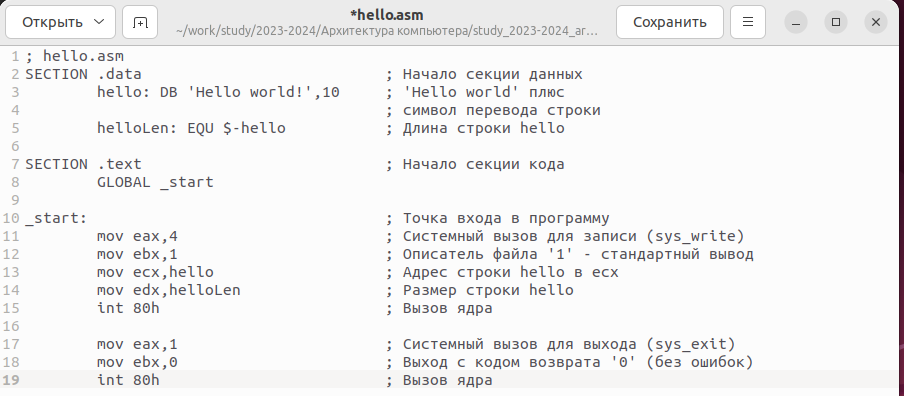 Открыть
*hello.asm
~/work/study/2023-2024/Архитектура компьютера/study_2023-2024_ar...
Сохранить
1 ; hello.asm
2 SECTION .data ; Начало секции данных
3 hello: DB 'Hello world!',10 ; 'Hello world' плюс
4 ; символ перевода строки
5 helloLen: EQU $-hello ; Длина строки hello
6
7 SECTION .text ; Начало секции кода
8 GLOBAL _start
9
10 _start: ; Точка входа в программу
11 mov eax,4 ; Системный вызов для записи (sys_write)
12 mov ebx,1 ; Описатель файла '1' - стандартный вывод
13 mov ecx,hello ; Адрес строки hello в ecx
14 mov edx,helloLen ; Размер строки hello
15 int 80h ; Вызов ядра
16
17 mov eax,1 ; Системный вызов для выхода (sys_exit)
18 mov ebx,0 ; Выход с кодом возврата '0' (без ошибок)
19 int 80h ; Вызов ядра